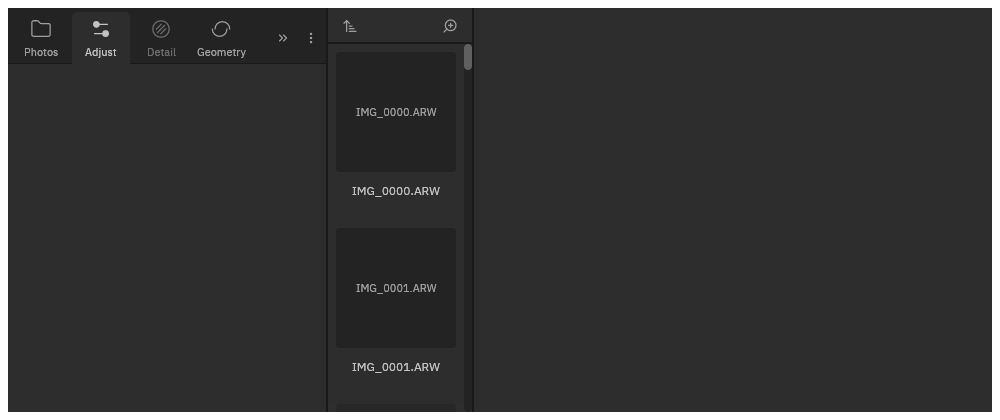 Photos
Adjust
Detail
Geometry
IMG_0000.ARW
IMG_0000.ARW
IMG_0001.ARW
IMG_0001.ARW